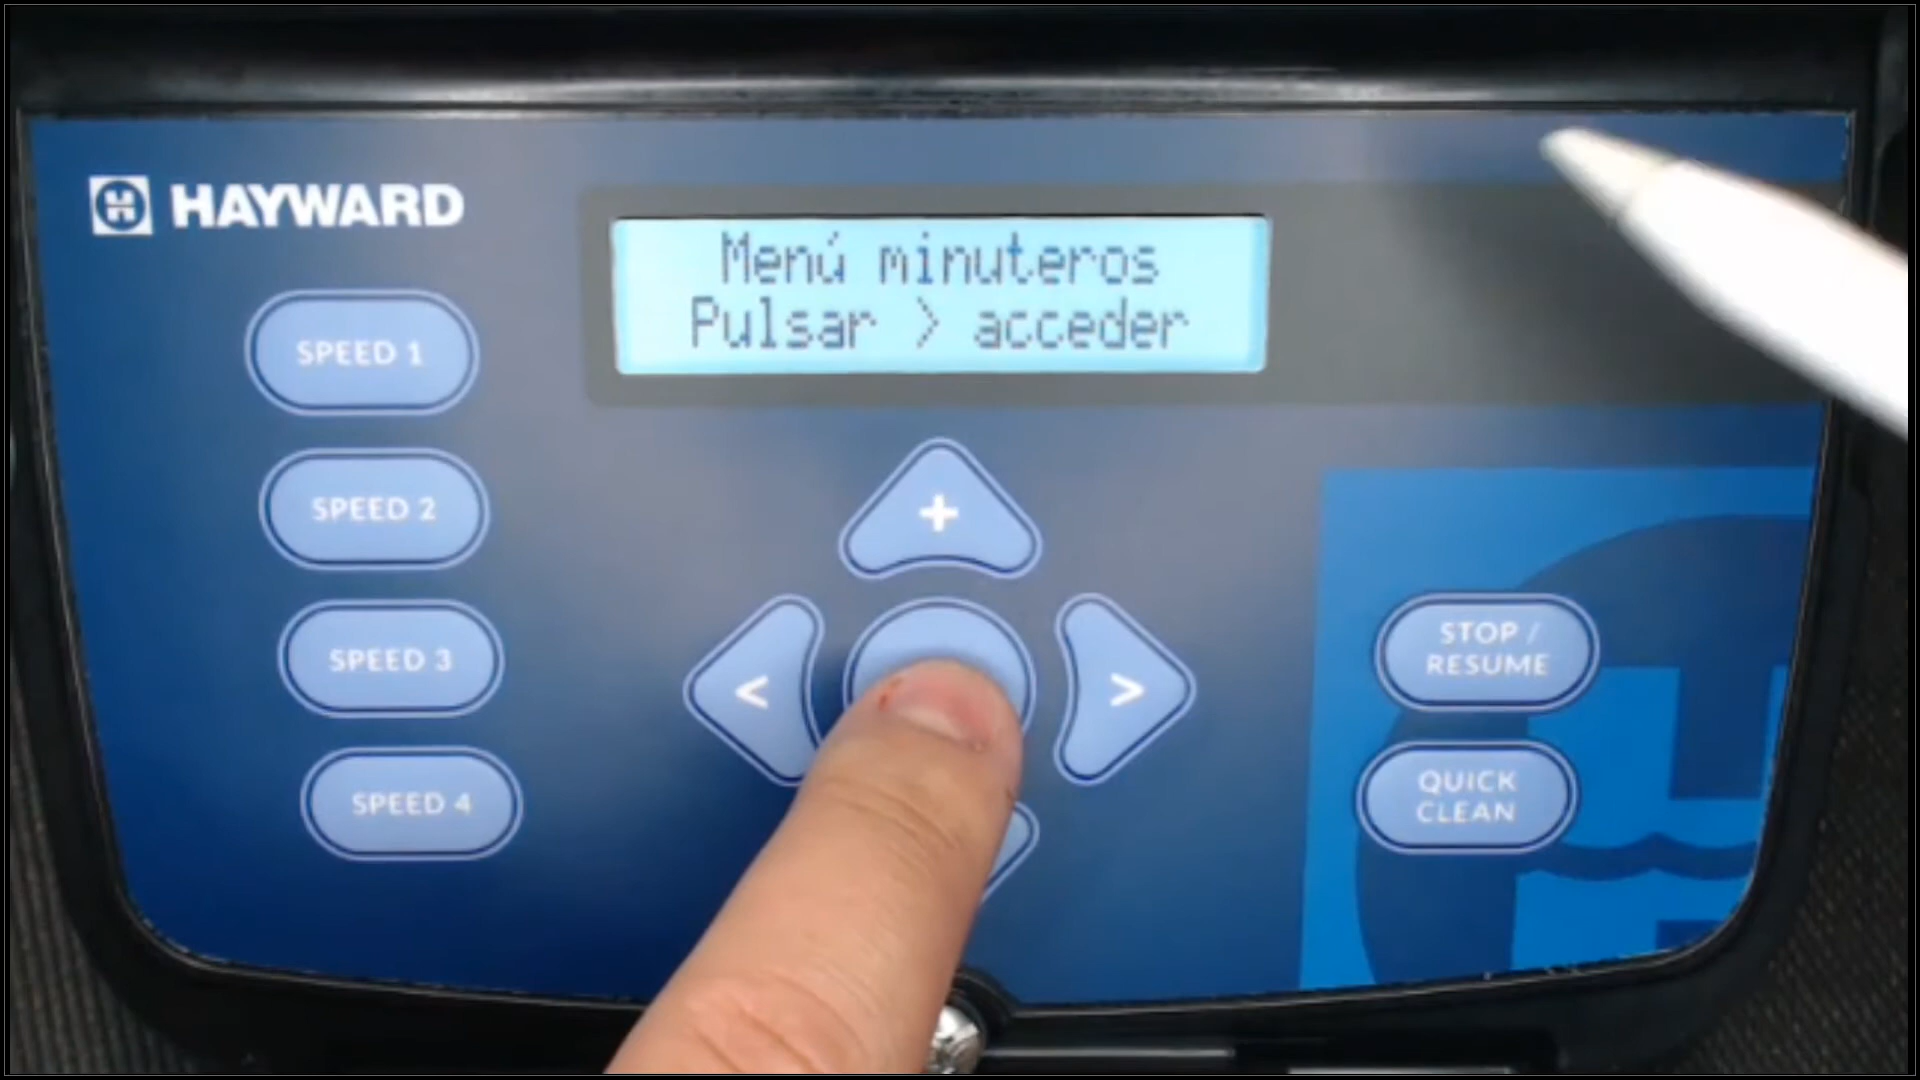 HAYWARD
Menú minuteros
Pulsar > acceder
SPEED 1
SPEED 2
SPEED 3
SPEED 4
+
<
>
STOP /
RESUME
QUICK
CLEAN